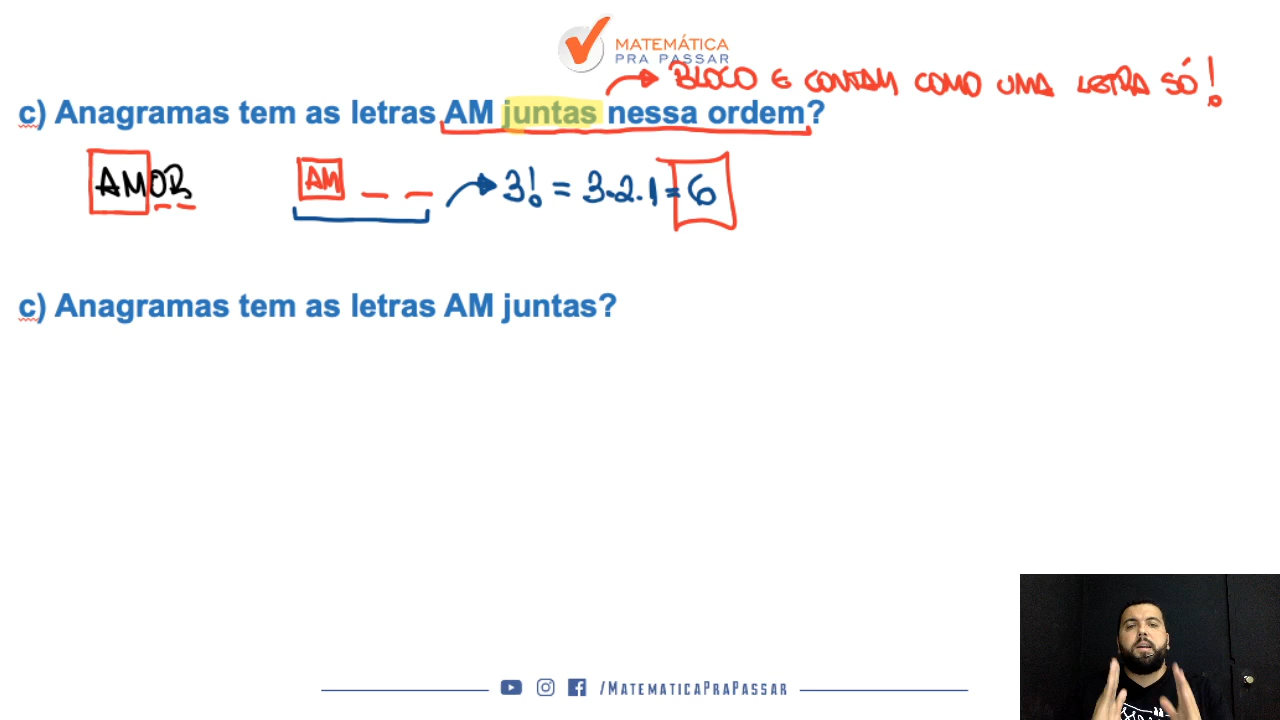 MATEMÁTICA
PRA PASSAR
BLOCO E CONTAM COMO UMA LETRA SÓ!
c) Anagramas tem as letras AM juntas nessa ordem?
AMOR AM _ _ 3! = 3·2·1 = 6
c) Anagramas tem as letras AM juntas?
/MATEMATICAPRAPASSAR